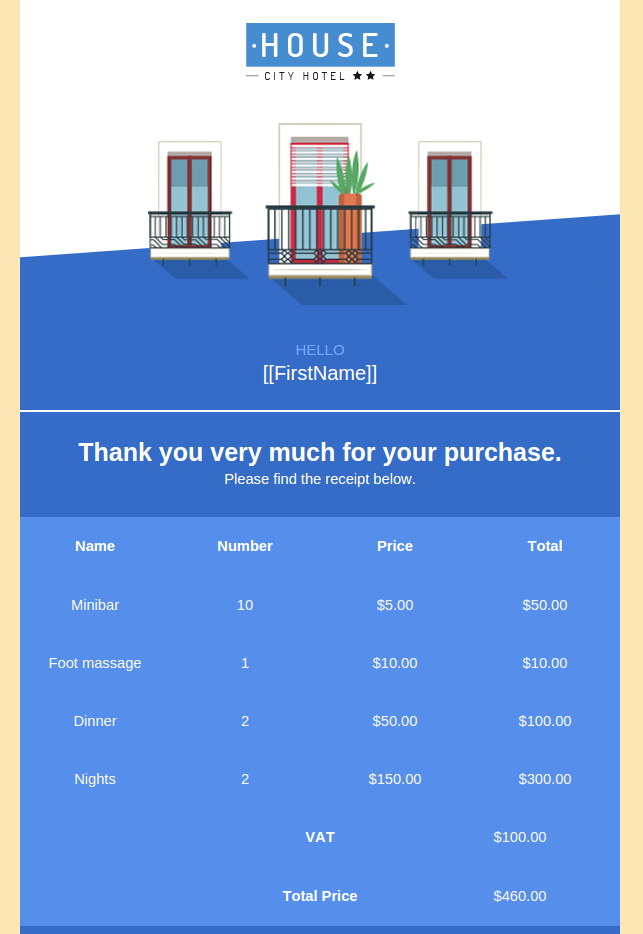 ·HOUSE·
CITY HOTEL ★★
HELLO
[[FirstName]]
Thank you very much for your purchase.
Please find the receipt below.
Name Number Price Total
Minibar 10 $5.00 $50.00
Foot massage 1 $10.00 $10.00
Dinner 2 $50.00 $100.00
Nights 2 $150.00 $300.00
VAT $100.00
Total Price $460.00